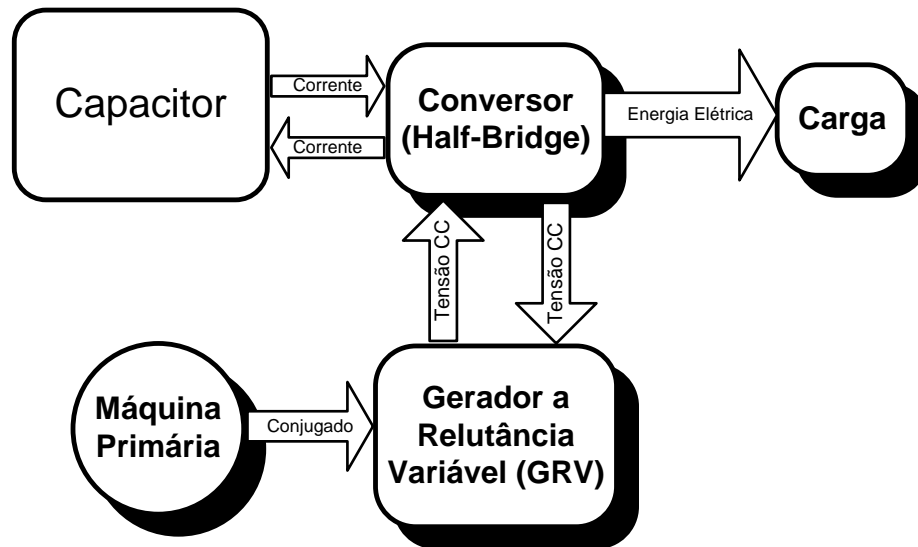 Capacitor
Corrente
Corrente
Conversor
(Half-Bridge)
Energia Elétrica
Carga
Tensão CC
Tensão CC
Máquina
Primária
Conjugado
Gerador a
Relutância
Variável (GRV)